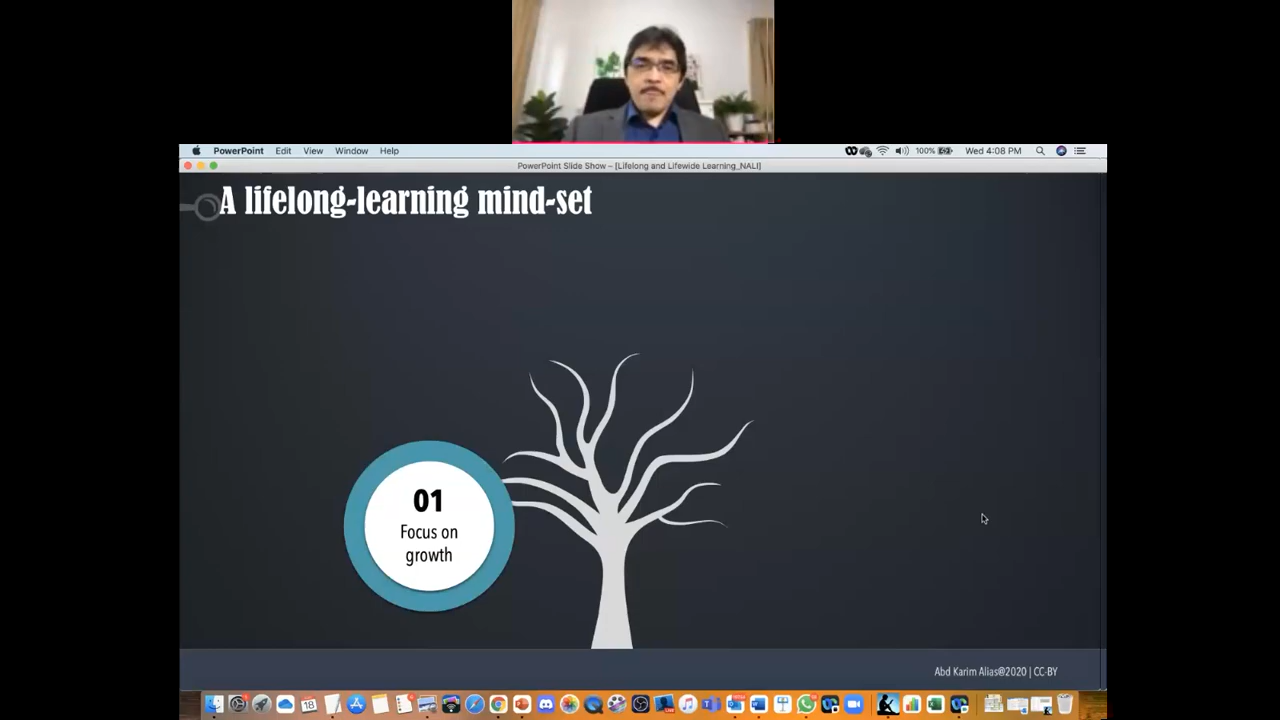 PowerPoint Edit View Window Help 100% Wed 4:08 PM
PowerPoint Slide Show – [Lifelong and Lifewide Learning_NALI]
A lifelong-learning mind-set
01
Focus on
growth
Abd Karim Alias@2020 | CC-BY
18